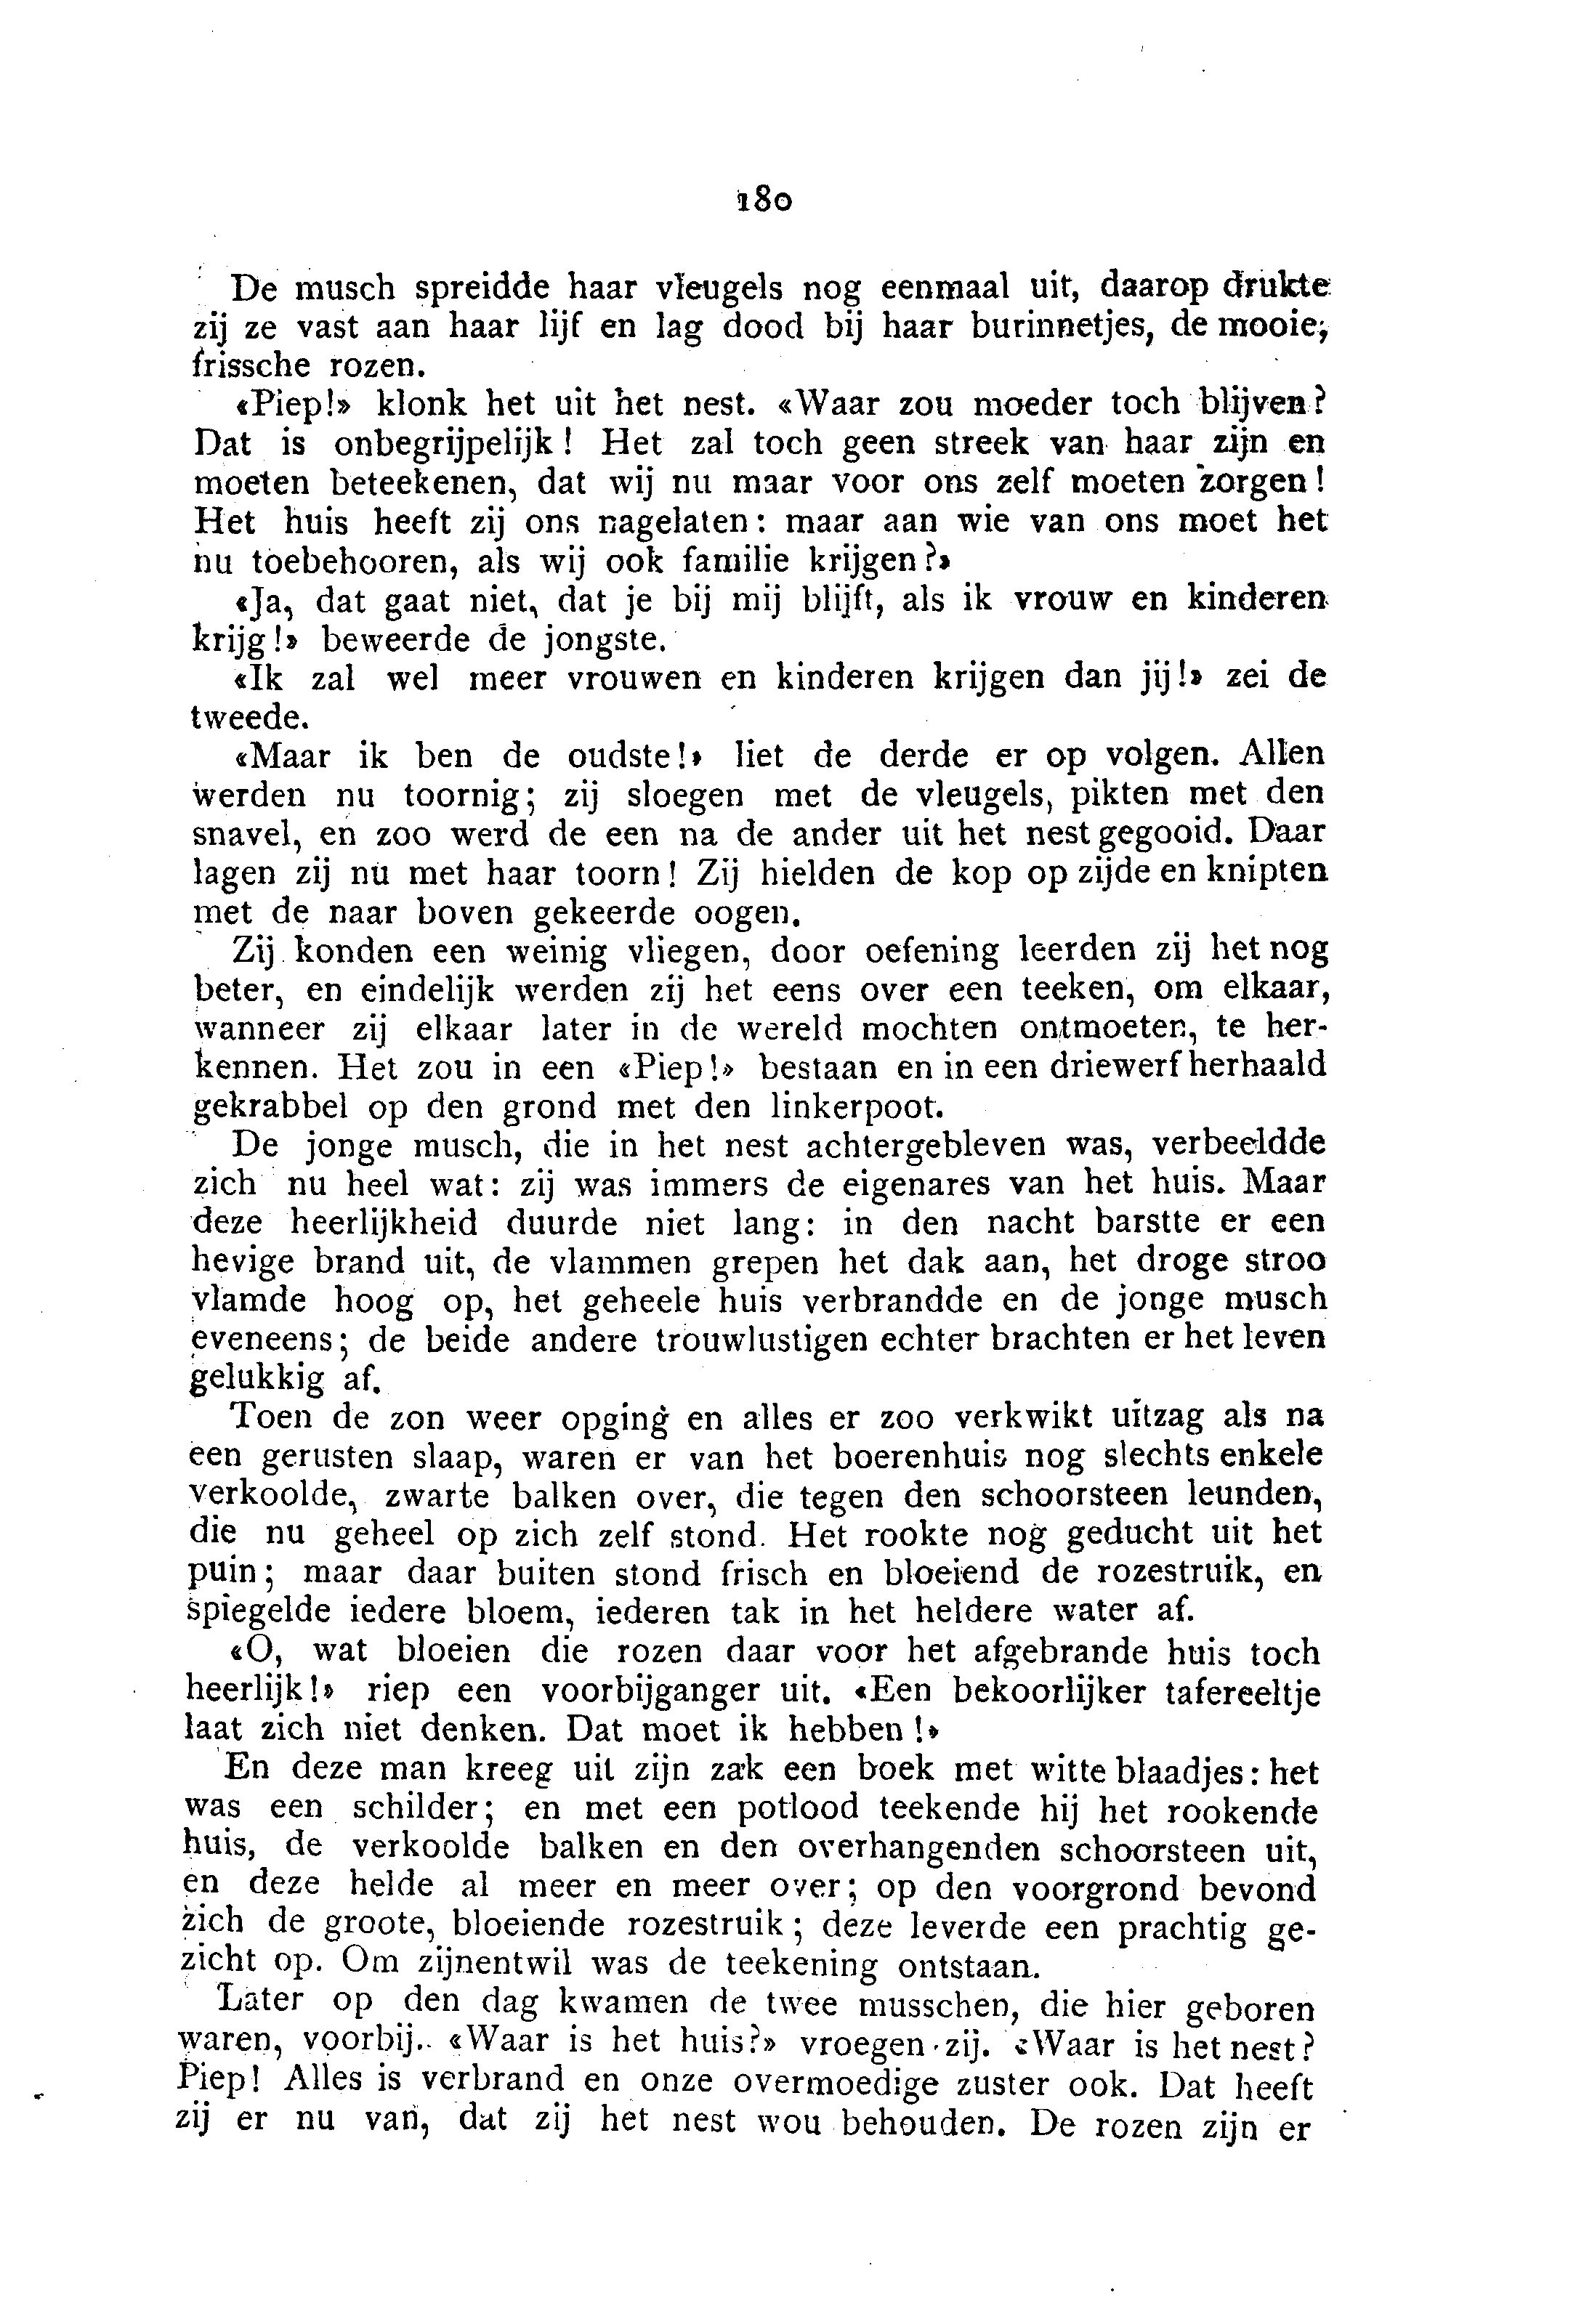 180
De musch spreidde haar vleugels nog eenmaal uit, daarop drukte
zij ze vast aan haar lijf en lag dood bij haar burinnetjes, de mooie,
frissche rozen.
«Piep!» klonk het uit het nest. «Waar zou moeder toch blijven?
Dat is onbegrijpelijk! Het zal toch geen streek van haar zijn en
moeten beteekenen, dat wij nu maar voor ons zelf moeten zorgen!
Het huis heeft zij ons nagelaten: maar aan wie van ons moet het
nu toebehooren, als wij ook familie krijgen?»
«Ja, dat gaat niet, dat je bij mij blijft, als ik vrouw en kinderen
krijg!» beweerde de jongste.
«Ik zal wel meer vrouwen en kinderen krijgen dan jij!» zei de
tweede.
«Maar ik ben de oudste!» liet de derde er op volgen. Allen
werden nu toornig; zij sloegen met de vleugels, pikten met den
snavel, en zoo werd de een na de ander uit het nest gegooid. Daar
lagen zij nu met haar toorn! Zij hielden de kop op zijde en knipten
met de naar boven gekeerde oogen.
Zij konden een weinig vliegen, door oefening leerden zij het nog
beter, en eindelijk werden zij het eens over een teeken, om elkaar,
wanneer zij elkaar later in de wereld mochten ontmoeten, te her-
kennen. Het zou in een «Piep!» bestaan en in een driewerf herhaald
gekrabbel op den grond met den linkerpoot.
De jonge musch, die in het nest achtergebleven was, verbeeldde
zich nu heel wat: zij was immers de eigenares van het huis. Maar
deze heerlijkheid duurde niet lang: in den nacht barstte er een
hevige brand uit, de vlammen grepen het dak aan, het droge stroo
vlamde hoog op, het geheele huis verbrandde en de jonge musch
eveneens; de beide andere trouwlustigen echter brachten er het leven
gelukkig af.
Toen de zon weer opging en alles er zoo verkwikt uitzag als na
een gerusten slaap, waren er van het boerenhuis nog slechts enkele
verkoolde, zwarte balken over, die tegen den schoorsteen leunden,
die nu geheel op zich zelf stond. Het rookte nog geducht uit het
puin; maar daar buiten stond frisch en bloeiend de rozestruik, en
spiegelde iedere bloem, iederen tak in het heldere water af.
«O, wat bloeien die rozen daar voor het afgebrande huis toch
heerlijk!» riep een voorbijganger uit. «Een bekoorlijker tafereeltje
laat zich niet denken. Dat moet ik hebben!»
En deze man kreeg uit zijn zak een boek met witte blaadjes: het
was een schilder; en met een potlood teekende hij het rookende
huis, de verkoolde balken en den overhangenden schoorsteen uit,
en deze helde al meer en meer over; op den voorgrond bevond
zich de groote, bloeiende rozestruik; deze leverde een prachtig ge-
zicht op. Om zijnentwil was de teekening ontstaan.
Later op den dag kwamen de twee musschen, die hier geboren
waren, voorbij. «Waar is het huis?» vroegen zij. «Waar is het nest?
Piep! Alles is verbrand en onze overmoedige zuster ook. Dat heeft
zij er nu van, dat zij het nest wou behouden. De rozen zijn er